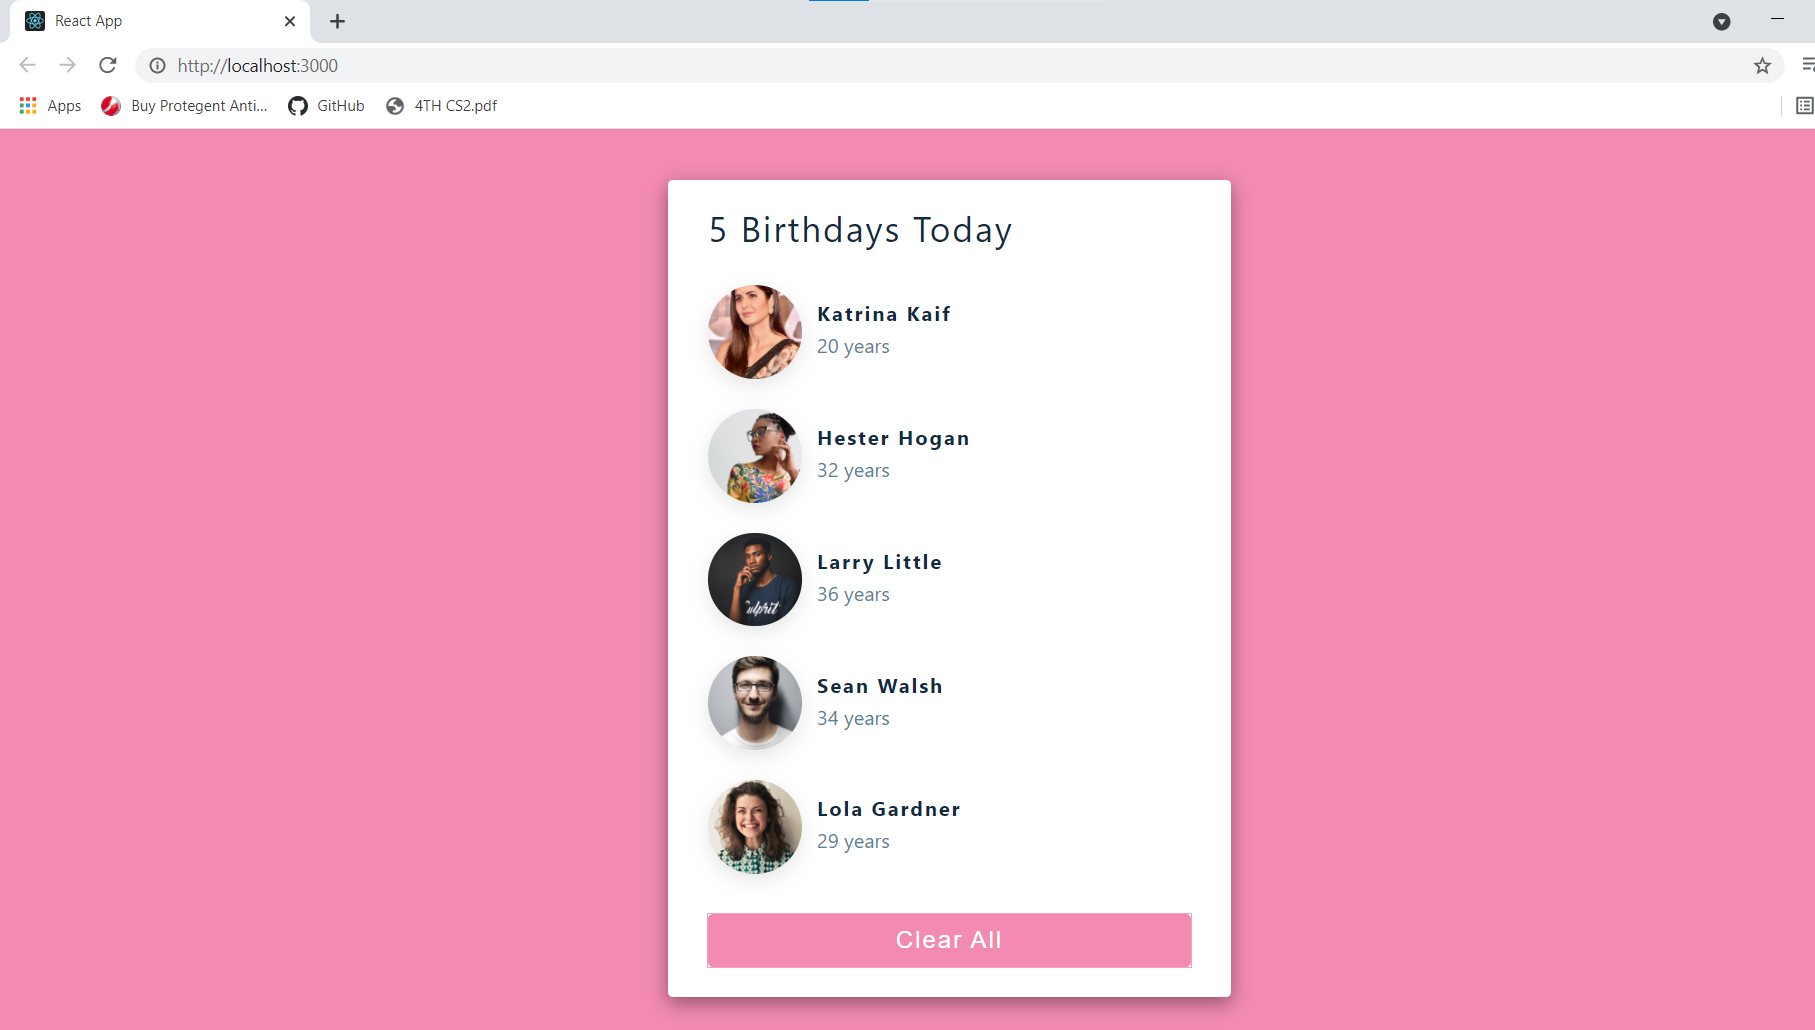 React App
http://localhost:3000
Apps
Buy Protegent Anti...
GitHub
4TH CS2.pdf
5 Birthdays Today
Katrina Kaif
20 years
Hester Hogan
32 years
Larry Little
36 years
Culprit
Sean Walsh
34 years
Lola Gardner
29 years
Clear All